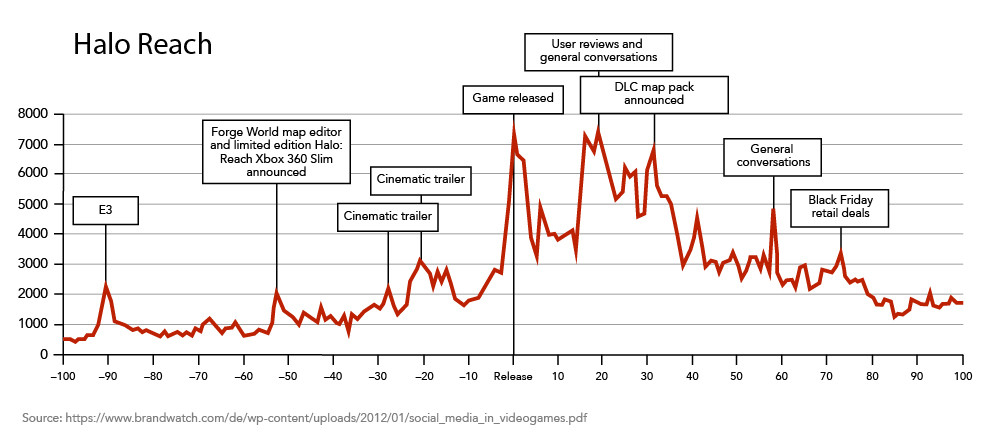 Halo Reach
User reviews and
general conversations
DLC map pack
announced
Game released
Forge World map editor
and limited edition Halo:
Reach Xbox 360 Slim
announced
General
conversations
Cinematic trailer
Black Friday
retail deals
E3
Cinematic trailer
8000
7000
6000
5000
4000
3000
2000
1000
0
–100 –90 –80 –70 –60 –50 –40 –30 –20 –10 Release 10 20 30 40 50 60 70 80 90 100
Source: https://www.brandwatch.com/de/wp-content/uploads/2012/01/social_media_in_videogames.pdf